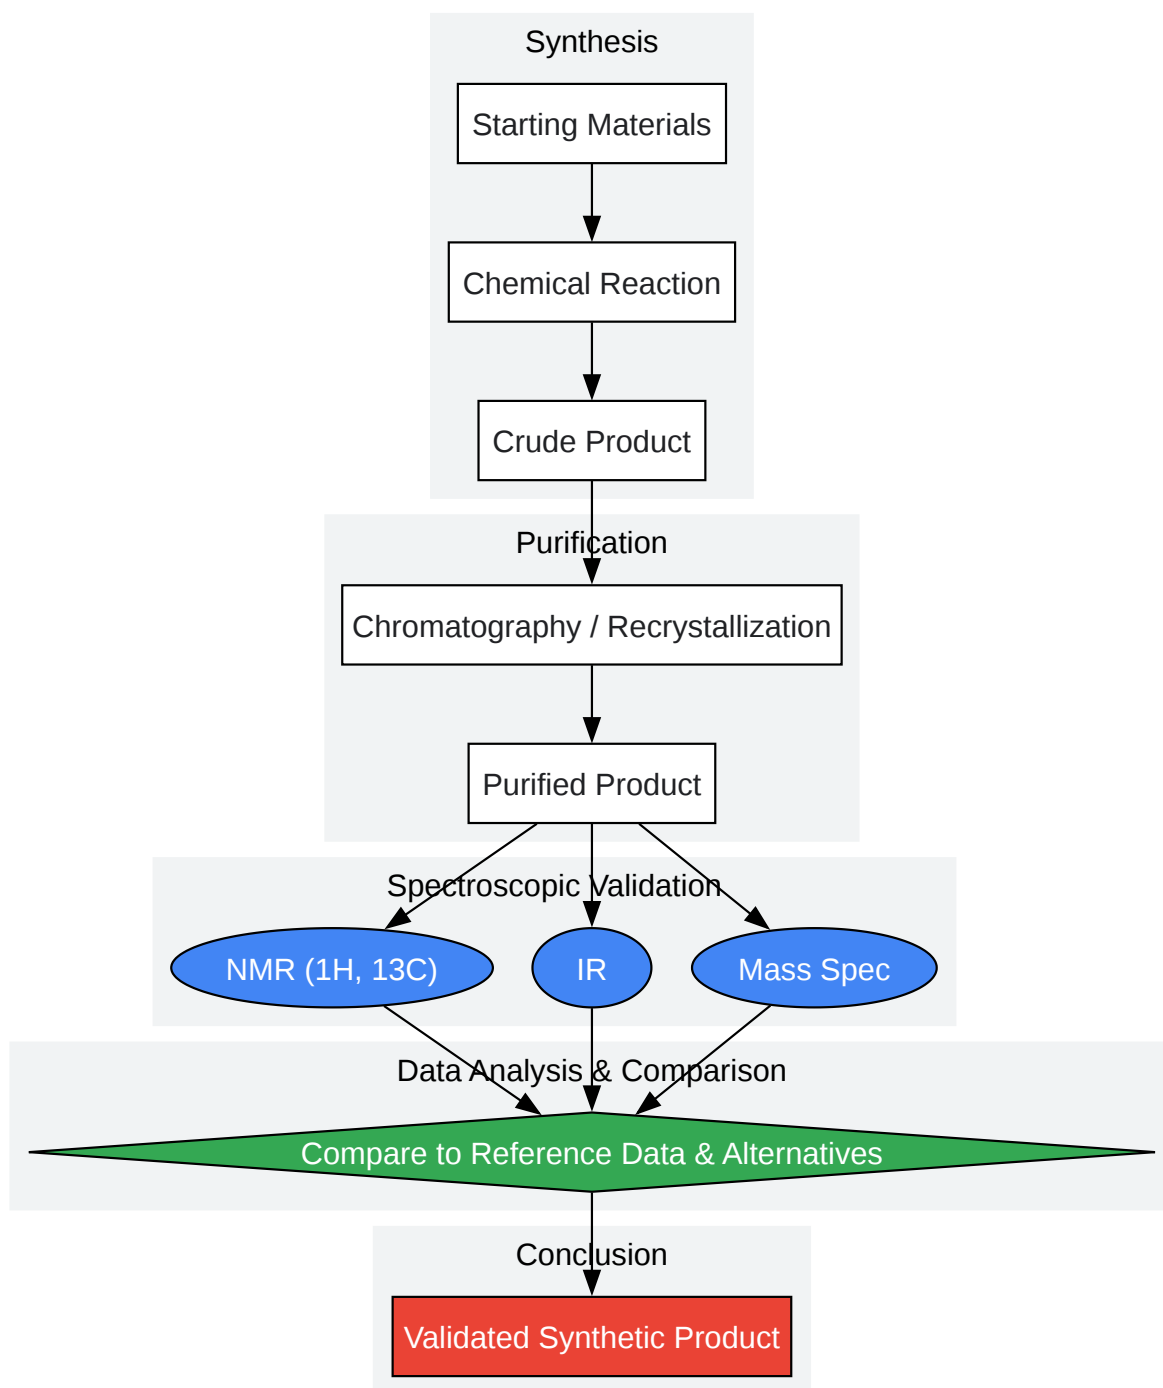 Synthesis
Starting Materials
Chemical Reaction
Crude Product
Purification
Chromatography / Recrystallization
Purified Product
Spectroscopic Validation
NMR (1H, 13C)
IR
Mass Spec
Data Analysis & Comparison
Compare to Reference Data & Alternatives
Conclusion
Validated Synthetic Product